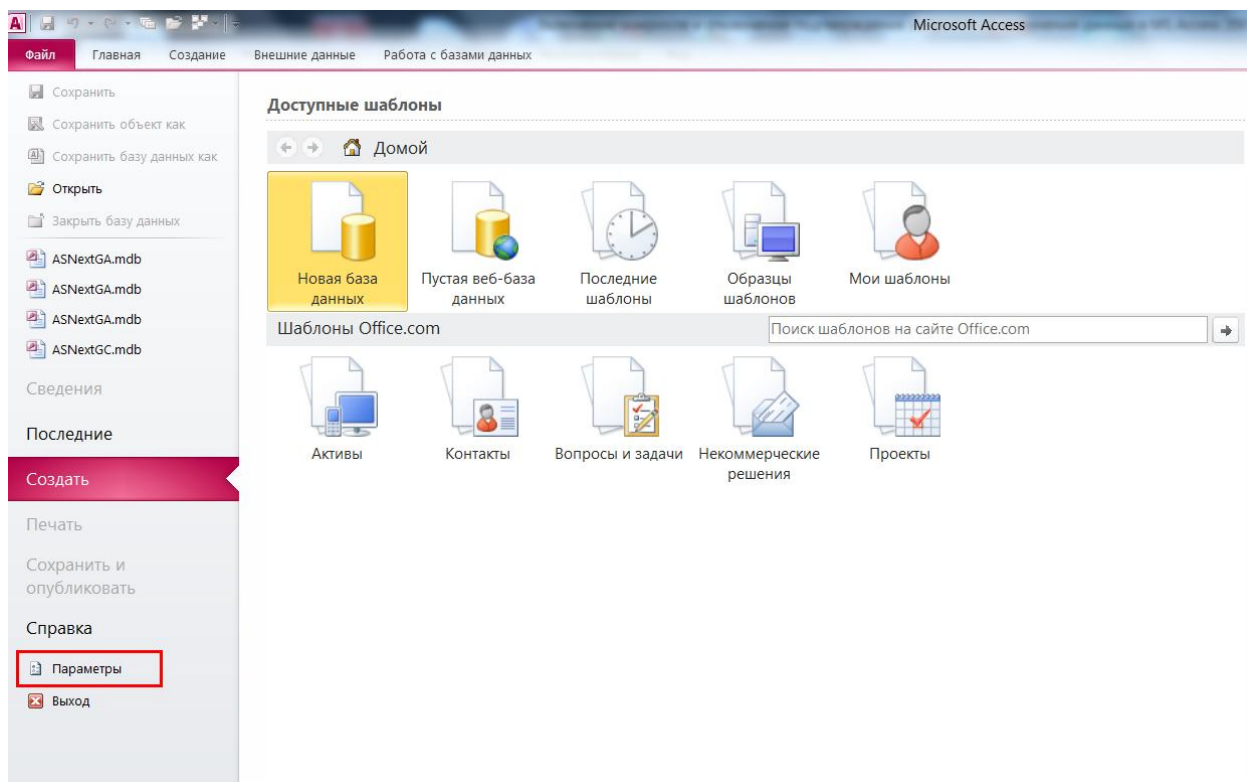 A
Microsoft Access
Файл Главная Создание Внешние данные Работа с базами данных
Сохранить
Сохранить объект как
Сохранить базу данных как
Открыть
Закрыть базу данных
ASNextGA.mdb
ASNextGA.mdb
ASNextGA.mdb
ASNextGC.mdb
Сведения
Последние
Создать
Печать
Сохранить и
опубликовать
Справка
Параметры
Выход
Доступные шаблоны
Домой
Новая база
данных
Пустая веб-база
данных
Последние
шаблоны
Образцы
шаблонов
Мои шаблоны
Шаблоны Office.com
Поиск шаблонов на сайте Office.com
Активы
Контакты
Вопросы и задачи
Некоммерческие
решения
Проекты